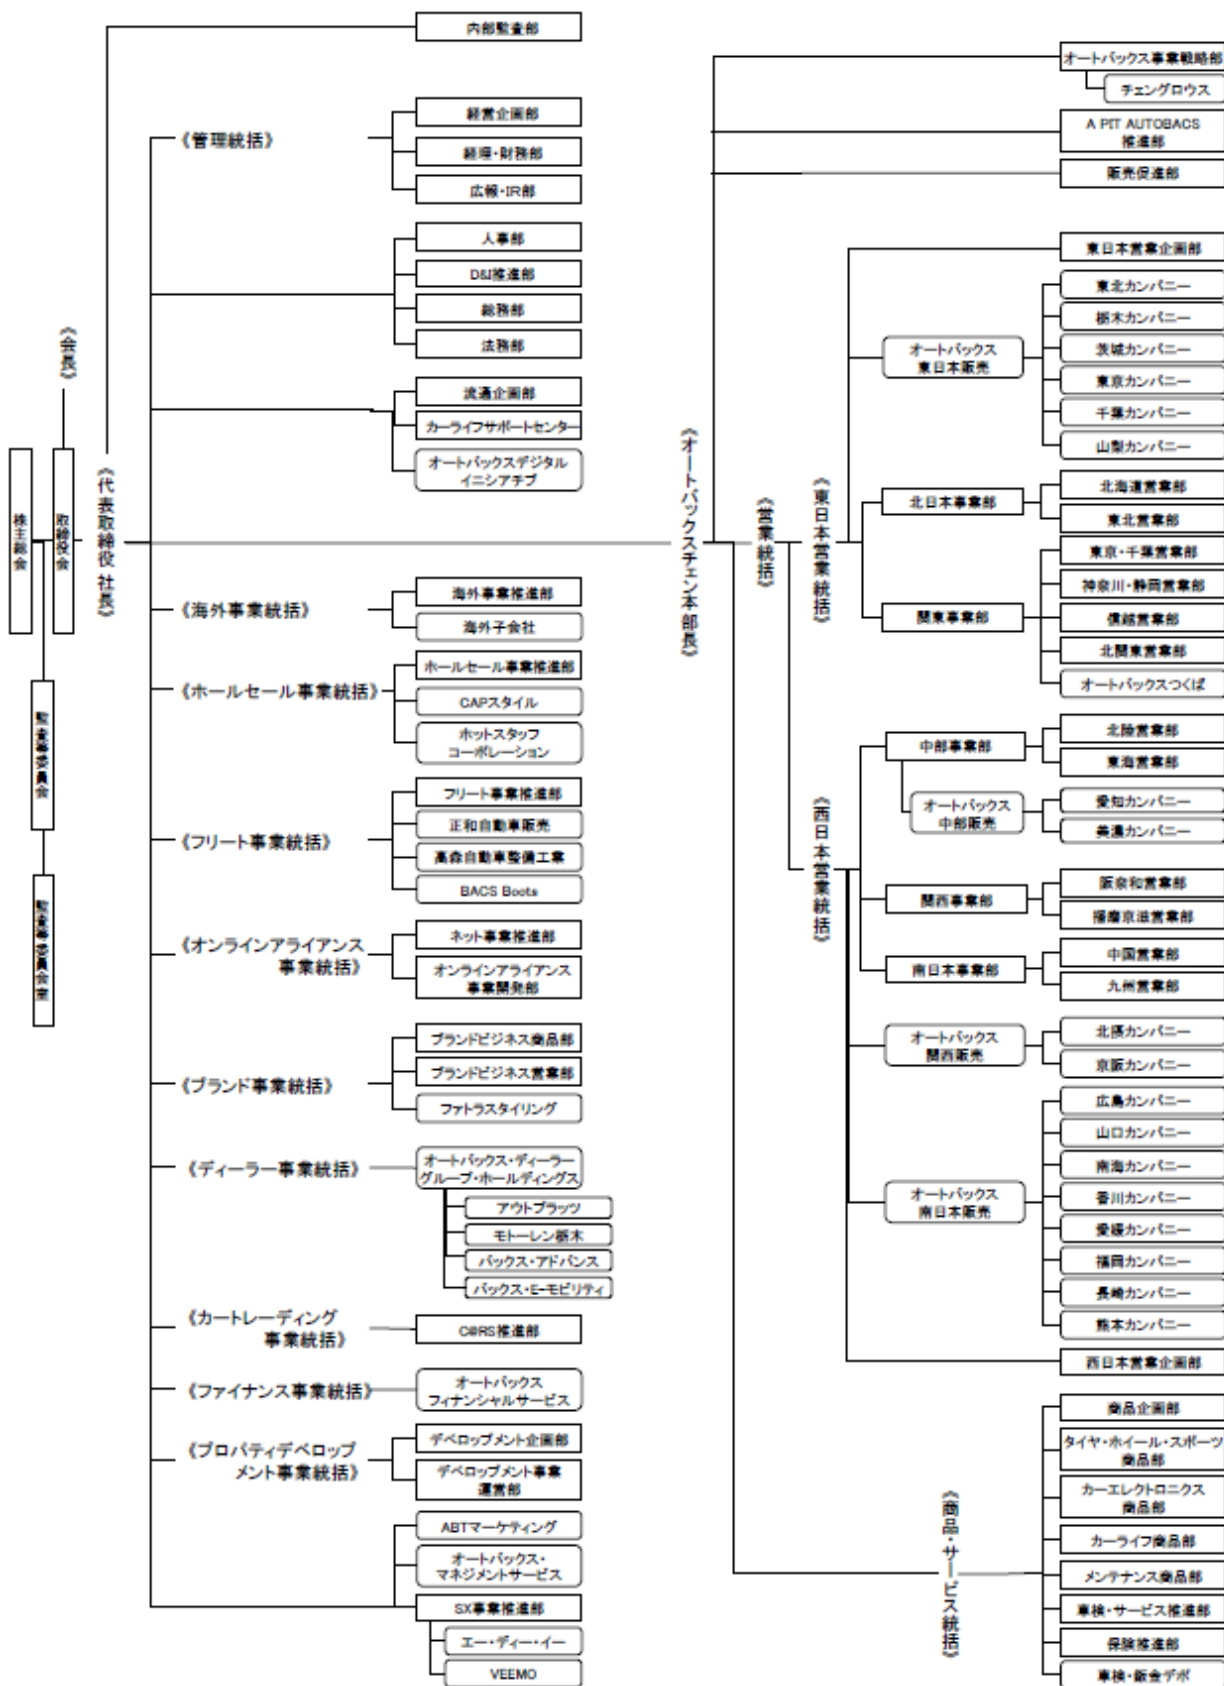 株主総会
取締役会
《会長》
監査等委員会
監査等委員会室
《代表取締役 社長》
内部監査部
《管理統括》
経営企画部
経理・財務部
広報・IR部
人事部
D&I推進部
総務部
法務部
流通企画部
カーライフサポートセンター
オートバックスデジタル
イニシアチブ
《海外事業統括》
海外事業推進部
海外子会社
《ホールセール事業統括》
ホールセール事業推進部
CAPスタイル
ホットスタッフ
コーポレーション
《フリート事業統括》
フリート事業推進部
正和自動車販売
高森自動車整備工業
BACS Boots
《オンラインアライアンス
事業統括》
ネット事業推進部
オンラインアライアンス
事業開発部
《ブランド事業統括》
ブランドビジネス商品部
ブランドビジネス営業部
ファトラスタイリング
《ディーラー事業統括》
オートバックス・ディーラー
グループ・ホールディングス
アウトプラッツ
モトーレン栃木
バックス・アドバンス
バックス・E-モビリティ
《カートレーディング
事業統括》
C@RS推進部
《ファイナンス事業統括》
オートバックス
フィナンシャルサービス
《プロパティデベロップ
メント事業統括》
デベロップメント企画部
デベロップメント事業
運営部
ABTマーケティング
オートバックス・
マネジメントサービス
SX事業推進部
エー・ディー・イー
VEEMO
《オートバックスチェン本部長》
オートバックス事業戦略部
チェングロウス
A PIT AUTOBACS
推進部
販売促進部
《営業統括》
《東日本営業統括》
東日本営業企画部
オートバックス
東日本販売
東北カンパニー
栃木カンパニー
茨城カンパニー
東京カンパニー
千葉カンパニー
山梨カンパニー
北日本事業部
北海道営業部
東北営業部
関東事業部
東京・千葉営業部
神奈川・静岡営業部
信越営業部
北関東営業部
オートバックスつくば
《西日本営業統括》
中部事業部
北陸営業部
東海営業部
オートバックス
中部販売
愛知カンパニー
美濃カンパニー
関西事業部
阪奈和営業部
播磨京滋営業部
南日本事業部
中国営業部
九州営業部
オートバックス
関西販売
北摂カンパニー
京阪カンパニー
オートバックス
南日本販売
広島カンパニー
山口カンパニー
南海カンパニー
香川カンパニー
愛媛カンパニー
福岡カンパニー
長崎カンパニー
熊本カンパニー
西日本営業企画部
《商品・サービス統括》
商品企画部
タイヤ・ホイール・スポーツ
商品部
カーエレクトロニクス
商品部
カーライフ商品部
メンテナンス商品部
車検・サービス推進部
保険推進部
車検・鈑金デポ